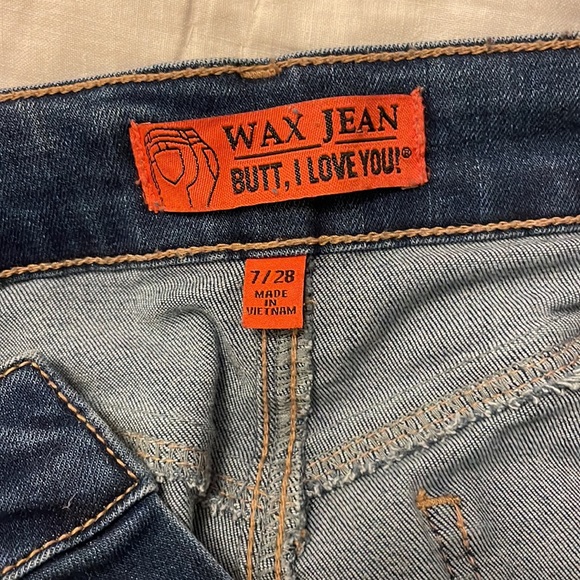 WAX JEAN
BUTT, I LOVE YOU!®
7/28
MADE
IN
VIETNAM